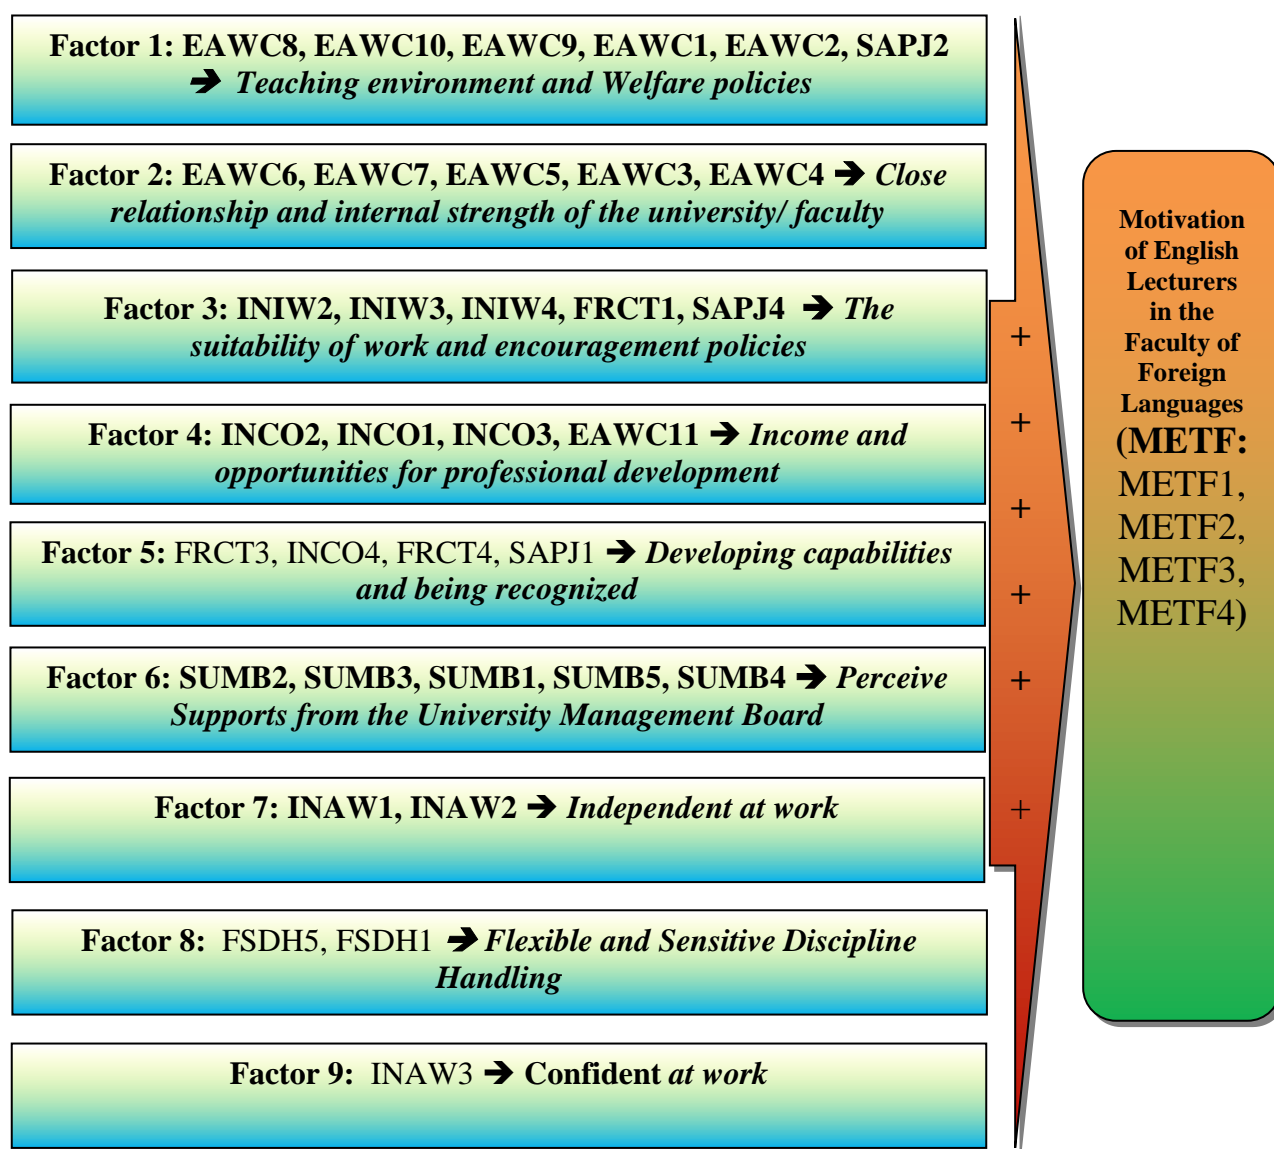 Factor 1: EAWC8, EAWC10, EAWC9, EAWC1, EAWC2, SAPJ2
➔ Teaching environment and Welfare policies
Factor 2: EAWC6, EAWC7, EAWC5, EAWC3, EAWC4 ➔ Close
relationship and internal strength of the university/ faculty
Factor 3: INIW2, INIW3, INIW4, FRCT1, SAPJ4 ➔ The
suitability of work and encouragement policies
Factor 4: INCO2, INCO1, INCO3, EAWC11 ➔ Income and
opportunities for professional development
Factor 5: FRCT3, INCO4, FRCT4, SAPJ1 ➔ Developing capabilities
and being recognized
Factor 6: SUMB2, SUMB3, SUMB1, SUMB5, SUMB4 ➔ Perceive
Supports from the University Management Board
Factor 7: INAW1, INAW2 ➔ Independent at work
Factor 8: FSDH5, FSDH1 ➔ Flexible and Sensitive Discipline
Handling
Factor 9: INAW3 ➔ Confident at work
+
+
+
+
+
+
Motivation
of English
Lecturers
in the
Faculty of
Foreign
Languages
(METF:
METF1,
METF2,
METF3,
METF4)